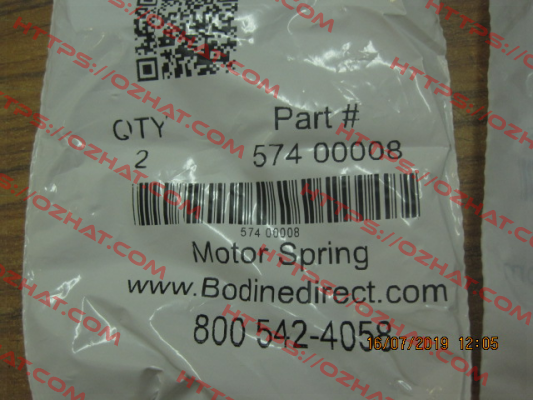 QTY
2
Part #
574 00008
574 00008
Motor Spring
www.Bodinedirect.com
800 542-4058
16/07/2019 12:05
HTTPS://OZHAT.COM